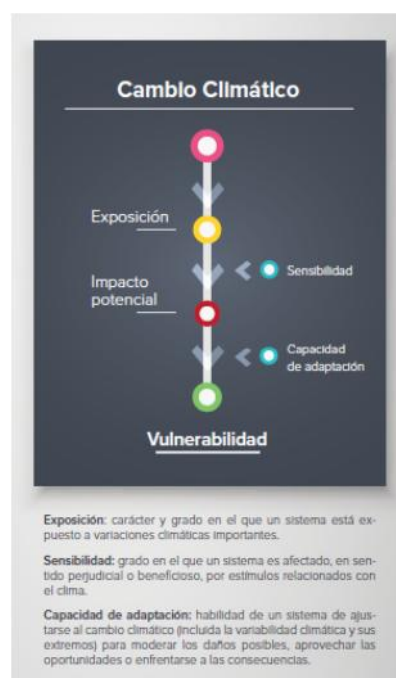 Cambio Climático
Exposición
Sensibilidad
Impacto
potencial
Capacidad
de adaptación
Vulnerabilidad
Exposición: carácter y grado en el que un sistema está ex-
puesto a variaciones climáticas importantes.
Sensibilidad: grado en el que un sistema es afectado, en sen-
tido perjudicial o beneficioso, por estímulos relacionados con
el clima.
Capacidad de adaptación: habilidad de un sistema de ajus-
tarse al cambio climático (incluida la variabilidad climática y sus
extremos) para moderar los daños posibles, aprovechar las
oportunidades o enfrentarse a las consecuencias.